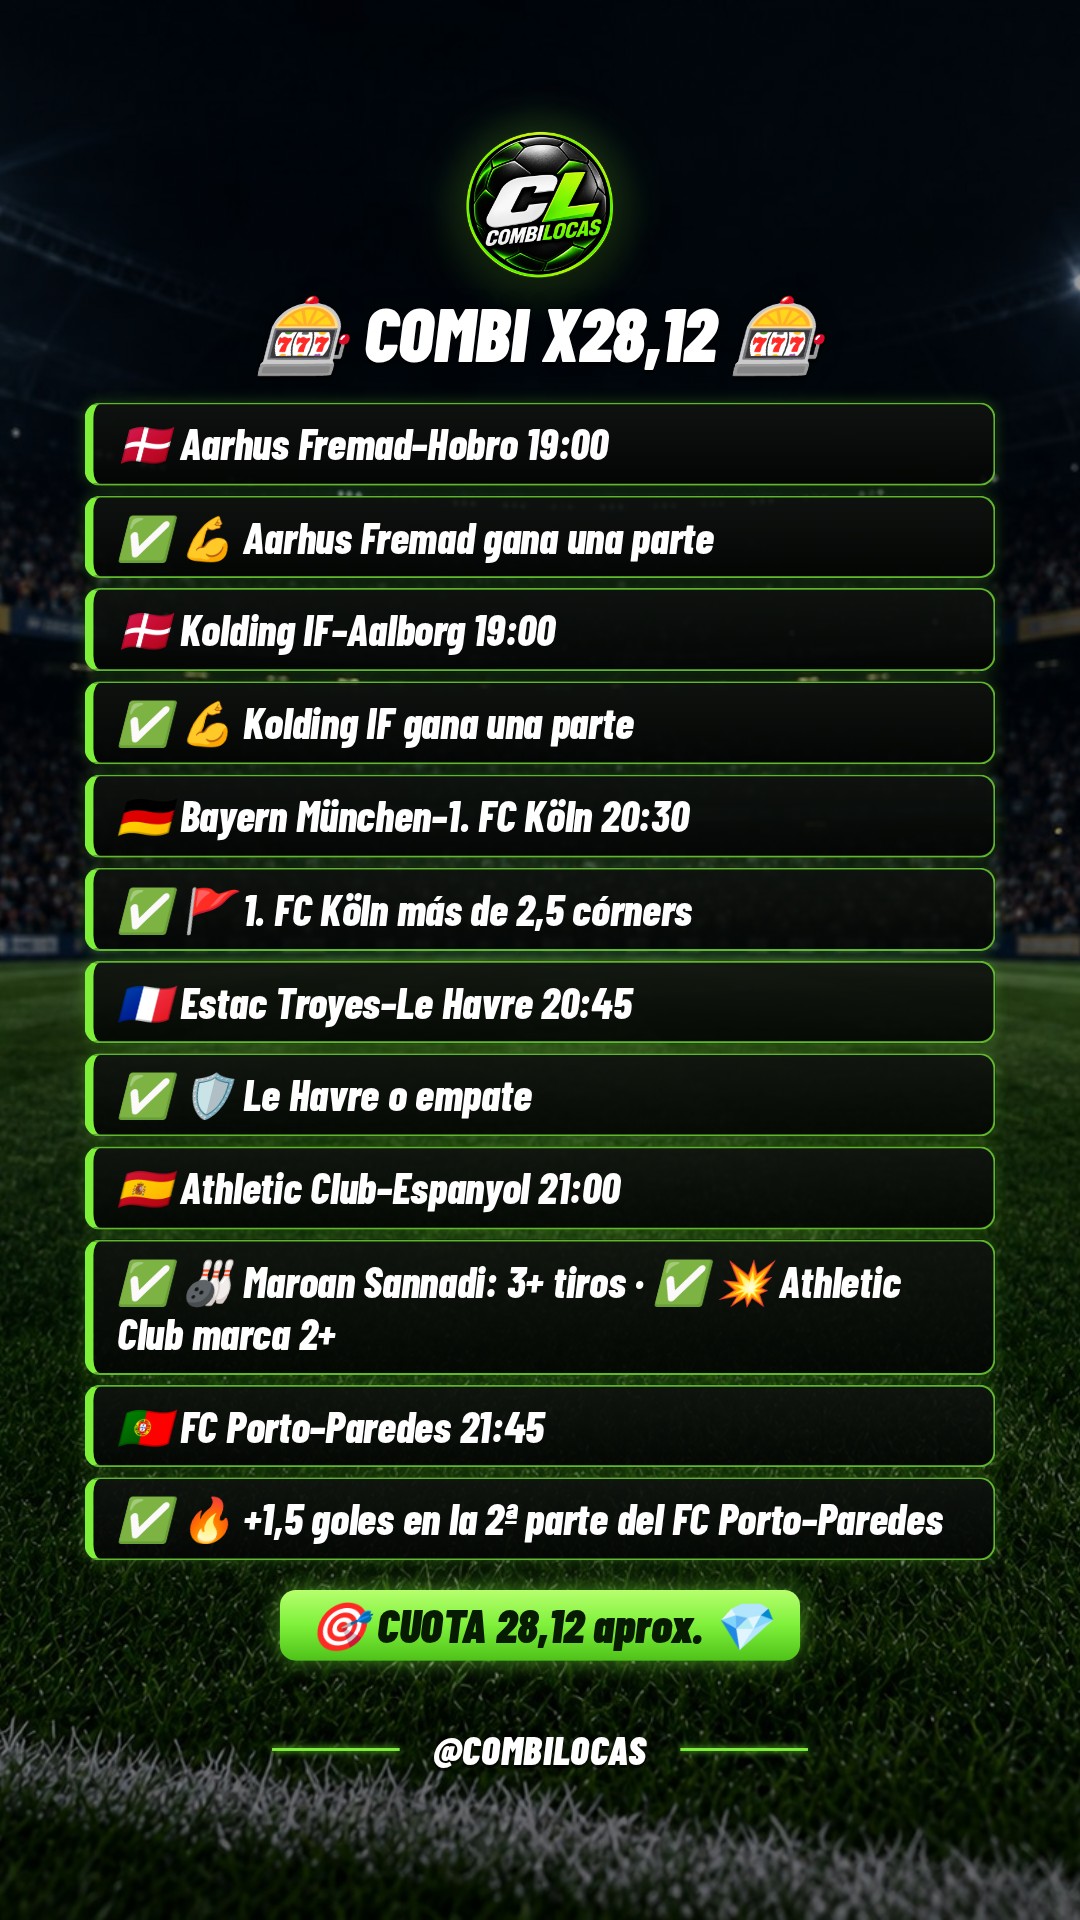 CL
COMBILOCAS
🎰 COMBI X28,12 🎰
🇩🇰 Aarhus Fremad-Hobro 19:00
✅ 💪 Aarhus Fremad gana una parte
🇩🇰 Kolding IF-Aalborg 19:00
✅ 💪 Kolding IF gana una parte
🇩🇪 Bayern München-1. FC Köln 20:30
✅ 🚩 1. FC Köln más de 2,5 córners
🇫🇷 Estac Troyes-Le Havre 20:45
✅ 🛡️ Le Havre o empate
🇪🇸 Athletic Club-Espanyol 21:00
✅ 🎳 Maroan Sannadi: 3+ tiros · ✅ 💥 Athletic
Club marca 2+
🇵🇹 FC Porto-Paredes 21:45
✅ 🔥 +1,5 goles en la 2ª parte del FC Porto-Paredes
🎯 CUOTA 28,12 aprox. 💎
@COMBILOCAS